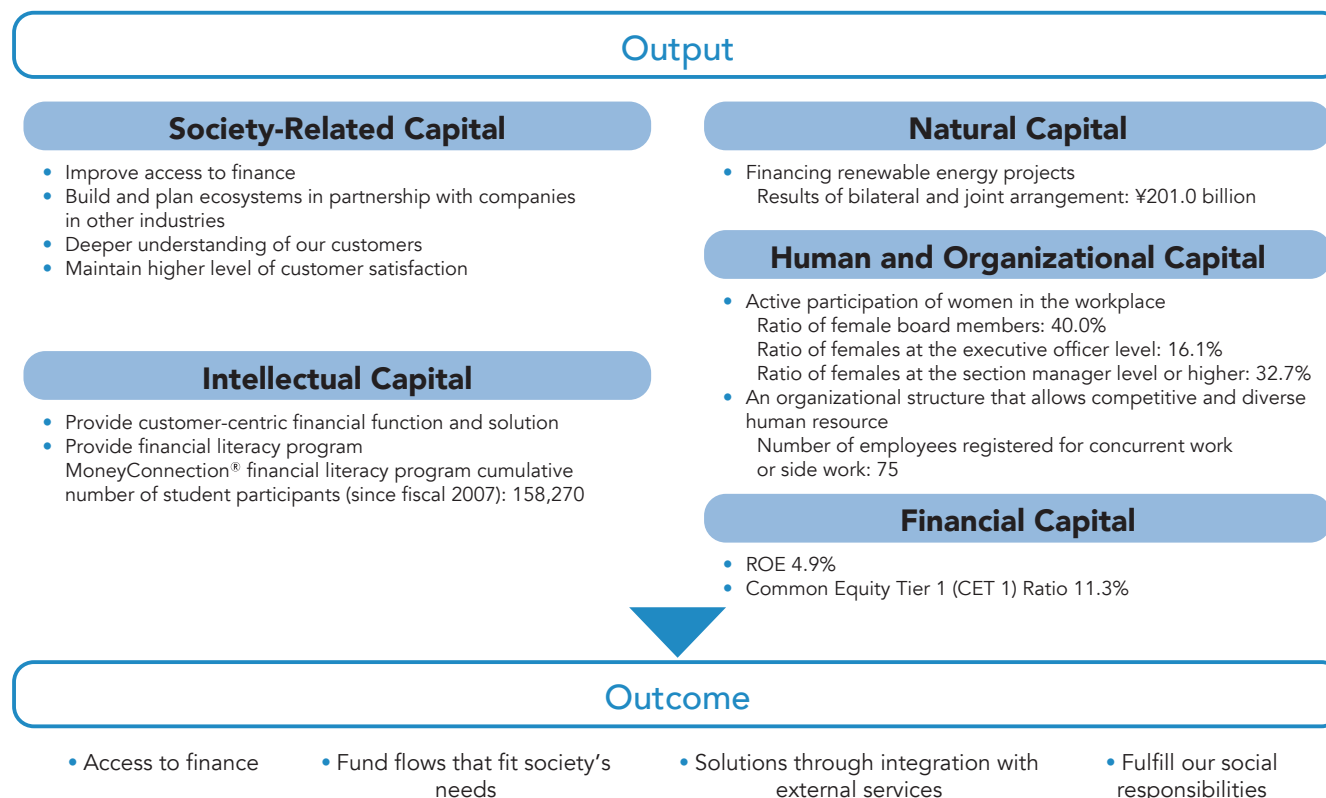 Output
Society-Related Capital
• Improve access to finance
• Build and plan ecosystems in partnership with companies
in other industries
• Deeper understanding of our customers
• Maintain higher level of customer satisfaction
Intellectual Capital
• Provide customer-centric financial function and solution
• Provide financial literacy program
MoneyConnection® financial literacy program cumulative
number of student participants (since fiscal 2007): 158,270
Natural Capital
• Financing renewable energy projects
Results of bilateral and joint arrangement: ¥201.0 billion
Human and Organizational Capital
• Active participation of women in the workplace
Ratio of female board members: 40.0%
Ratio of females at the executive officer level: 16.1%
Ratio of females at the section manager level or higher: 32.7%
• An organizational structure that allows competitive and diverse
human resource
Number of employees registered for concurrent work
or side work: 75
Financial Capital
• ROE 4.9%
• Common Equity Tier 1 (CET 1) Ratio 11.3%
Outcome
• Access to finance
• Fund flows that fit society’s
needs
• Solutions through integration with
external services
• Fulfill our social
responsibilities